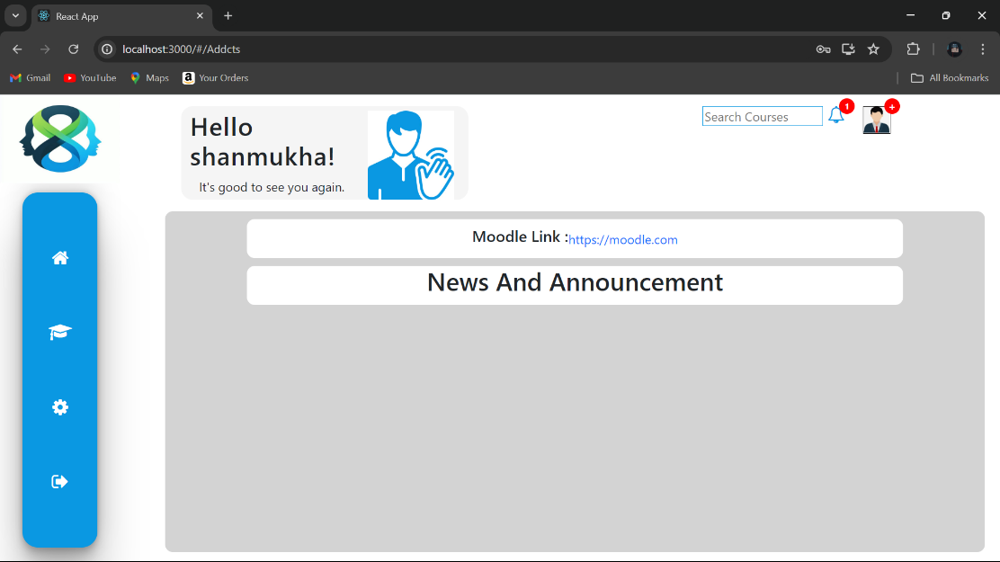 React App
localhost:3000/#/Addcts
Gmail
YouTube
Maps
Your Orders
All Bookmarks
Hello
shanmukha!
It's good to see you again.
Search Courses
1
+
Moodle Link :https://moodle.com
News And Announcement